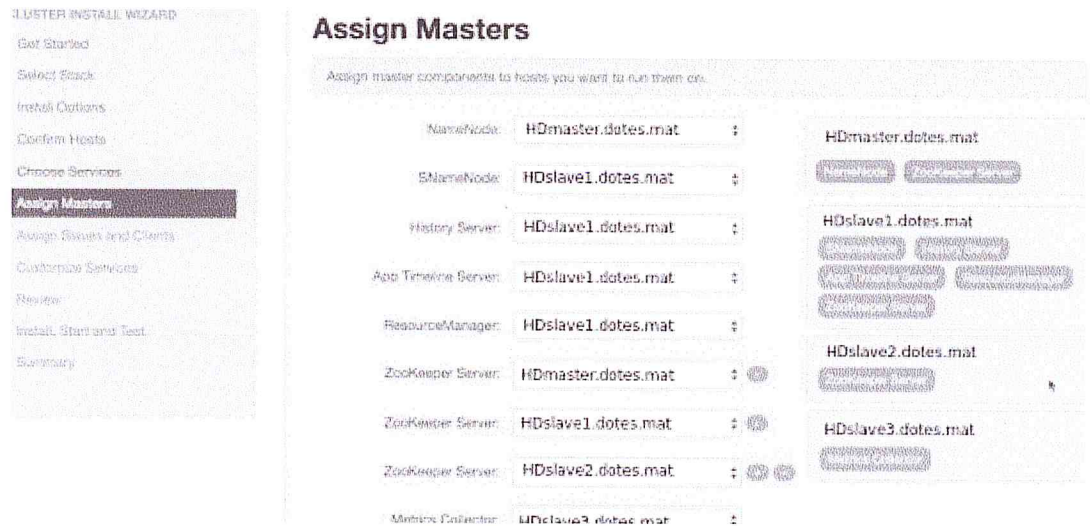 CLUSTER INSTALL WIZARD
Get Started
Select Stack
Install Options
Confirm Hosts
Choose Services
Assign Masters
Assign Slaves and Clients
Customize Services
Review
Install, Start and Test
Summary
Assign Masters
Assign master components to hosts you want to run them on.
NameNode: HDmaster.dotes.mat
SNameNode: HDslave1.dotes.mat
History Server: HDslave1.dotes.mat
App Timeline Server: HDslave1.dotes.mat
ResourceManager: HDslave1.dotes.mat
ZooKeeper Server: HDmaster.dotes.mat
ZooKeeper Server: HDslave1.dotes.mat
ZooKeeper Server: HDslave2.dotes.mat
Metrics Collector: HDslave3.dotes.mat
HDmaster.dotes.mat
NameNode ZooKeeper Server
HDslave1.dotes.mat
HDslave2.dotes.mat
ZooKeeper Server
HDslave3.dotes.mat
Metrics Collector